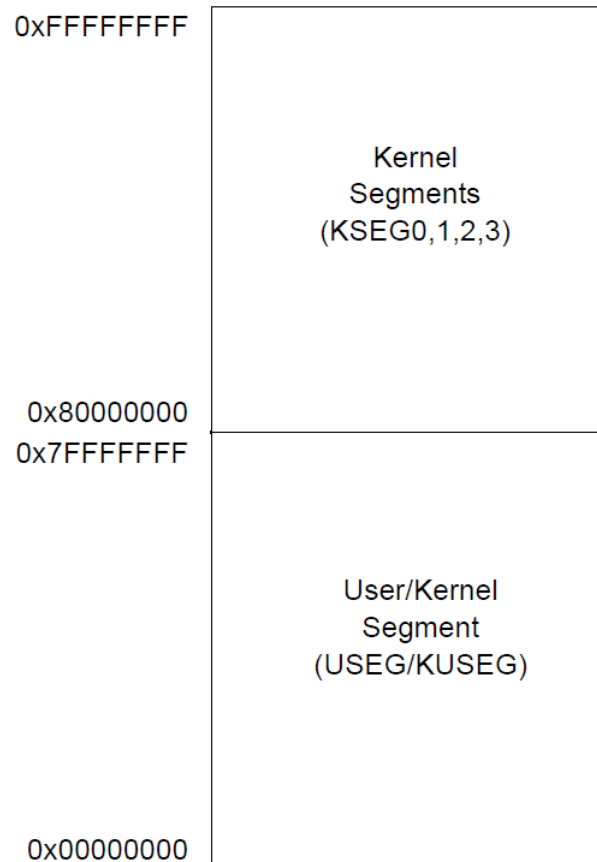 0xFFFFFFFF
Kernel
Segments
(KSEG0,1,2,3)
0x80000000
0x7FFFFFFF
User/Kernel
Segment
(USEG/KUSEG)
0x00000000